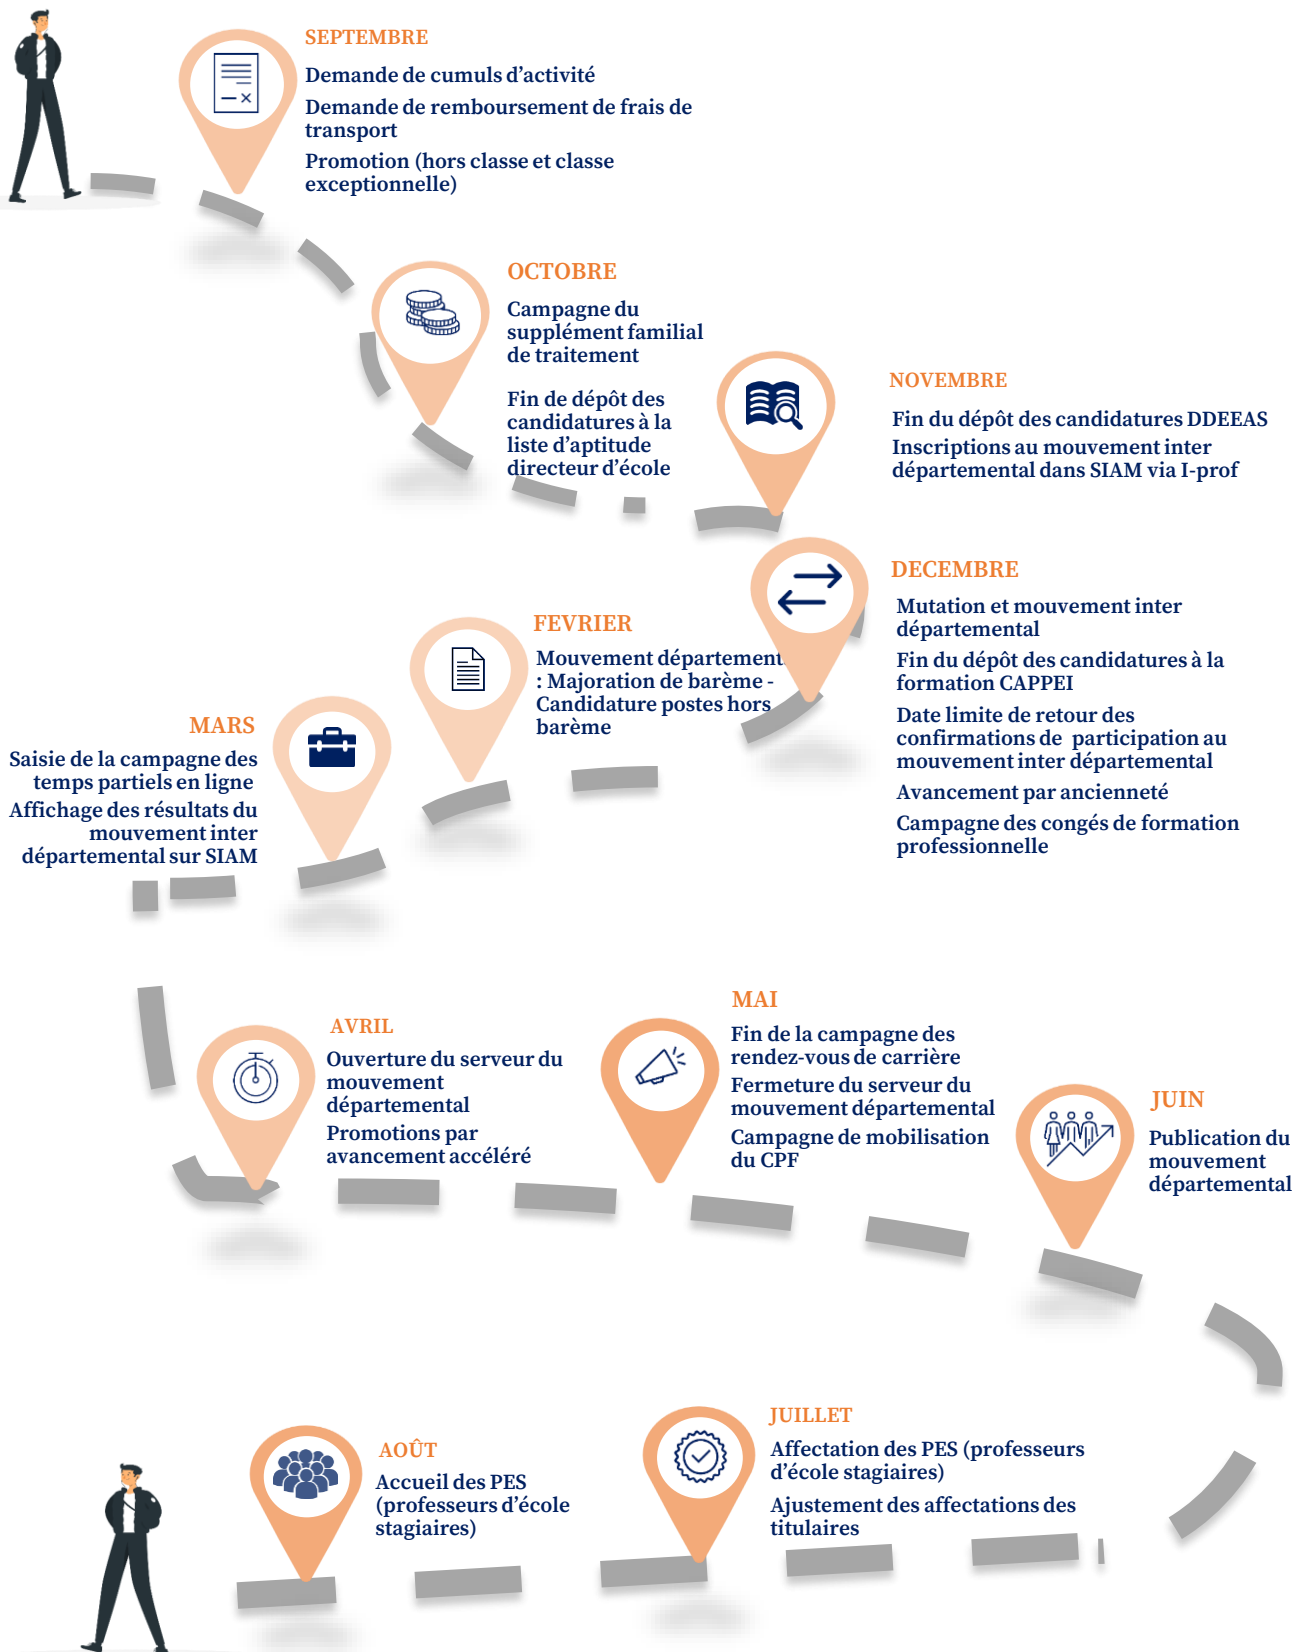 SEPTEMBRE
Demande de cumuls d'activité
Demande de remboursement de frais de
transport
Promotion (hors classe et classe
exceptionnelle)
OCTOBRE
Campagne du
supplément familial
de traitement
Fin de dépôt des
candidatures à la
liste d'aptitude
directeur d'école
NOVEMBRE
Fin du dépôt des candidatures DDEEAS
Inscriptions au mouvement inter
départemental dans SIAM via I-prof
DECEMBRE
Mutation et mouvement inter
départemental
Fin du dépôt des candidatures à la
formation CAPPEI
Date limite de retour des
confirmations de participation au
mouvement inter départemental
Avancement par ancienneté
Campagne des congés de formation
professionnelle
FEVRIER
Mouvement département
: Majoration de barème -
Candidature postes hors
barème
MARS
Saisie de la campagne des
temps partiels en ligne
Affichage des résultats du
mouvement inter
départemental sur SIAM
AVRIL
Ouverture du serveur du
mouvement
départemental
Promotions par
avancement accéléré
MAI
Fin de la campagne des
rendez-vous de carrière
Fermeture du serveur du
mouvement départemental
Campagne de mobilisation
du CPF
JUIN
Publication du
mouvement
départemental
JUILLET
Affectation des PES (professeurs
d'école stagiaires)
Ajustement des affectations des
titulaires
AOÛT
Accueil des PES
(professeurs d'école
stagiaires)